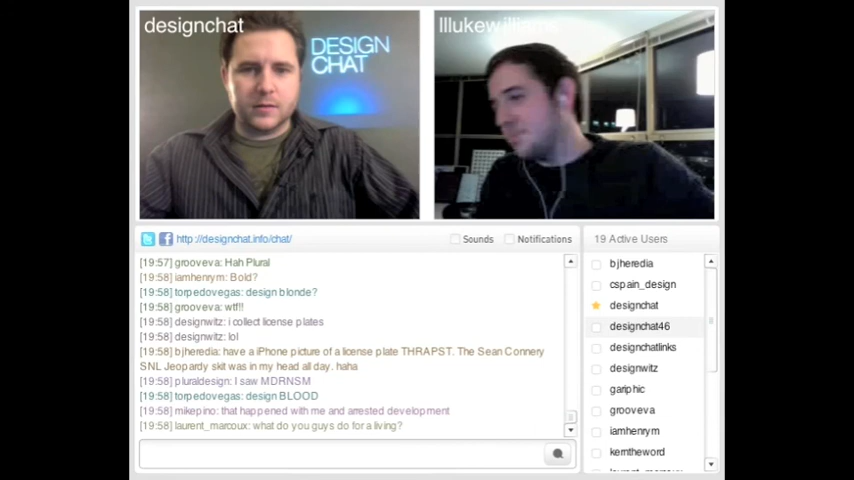 designchat
DESIGN
CHAT
lllukewilliams
http://designchat.info/chat/
Sounds
Notifications
19 Active Users
[19:57] grooveva: Hah Plural
[19:58] iamhenrym: Bold?
[19:58] torpedovegas: design blonde?
[19:58] grooveva: wtf!!
[19:58] designwitz: i collect license plates
[19:58] designwitz: lol
[19:58] bjheredia: have a iPhone picture of a license plate THRAPST. The Sean Connery
SNL Jeopardy skit was in my head all day. haha
[19:58] pluraldesign: I saw MDRNSM
[19:58] torpedovegas: design BLOOD
[19:58] mikepino: that happened with me and arrested development
[19:58] laurent_marcoux: what do you guys do for a living?
bjheredia
cspain_design
designchat
designchat46
designchatlinks
designwitz
gariphic
grooveva
iamhenrym
kerntheword